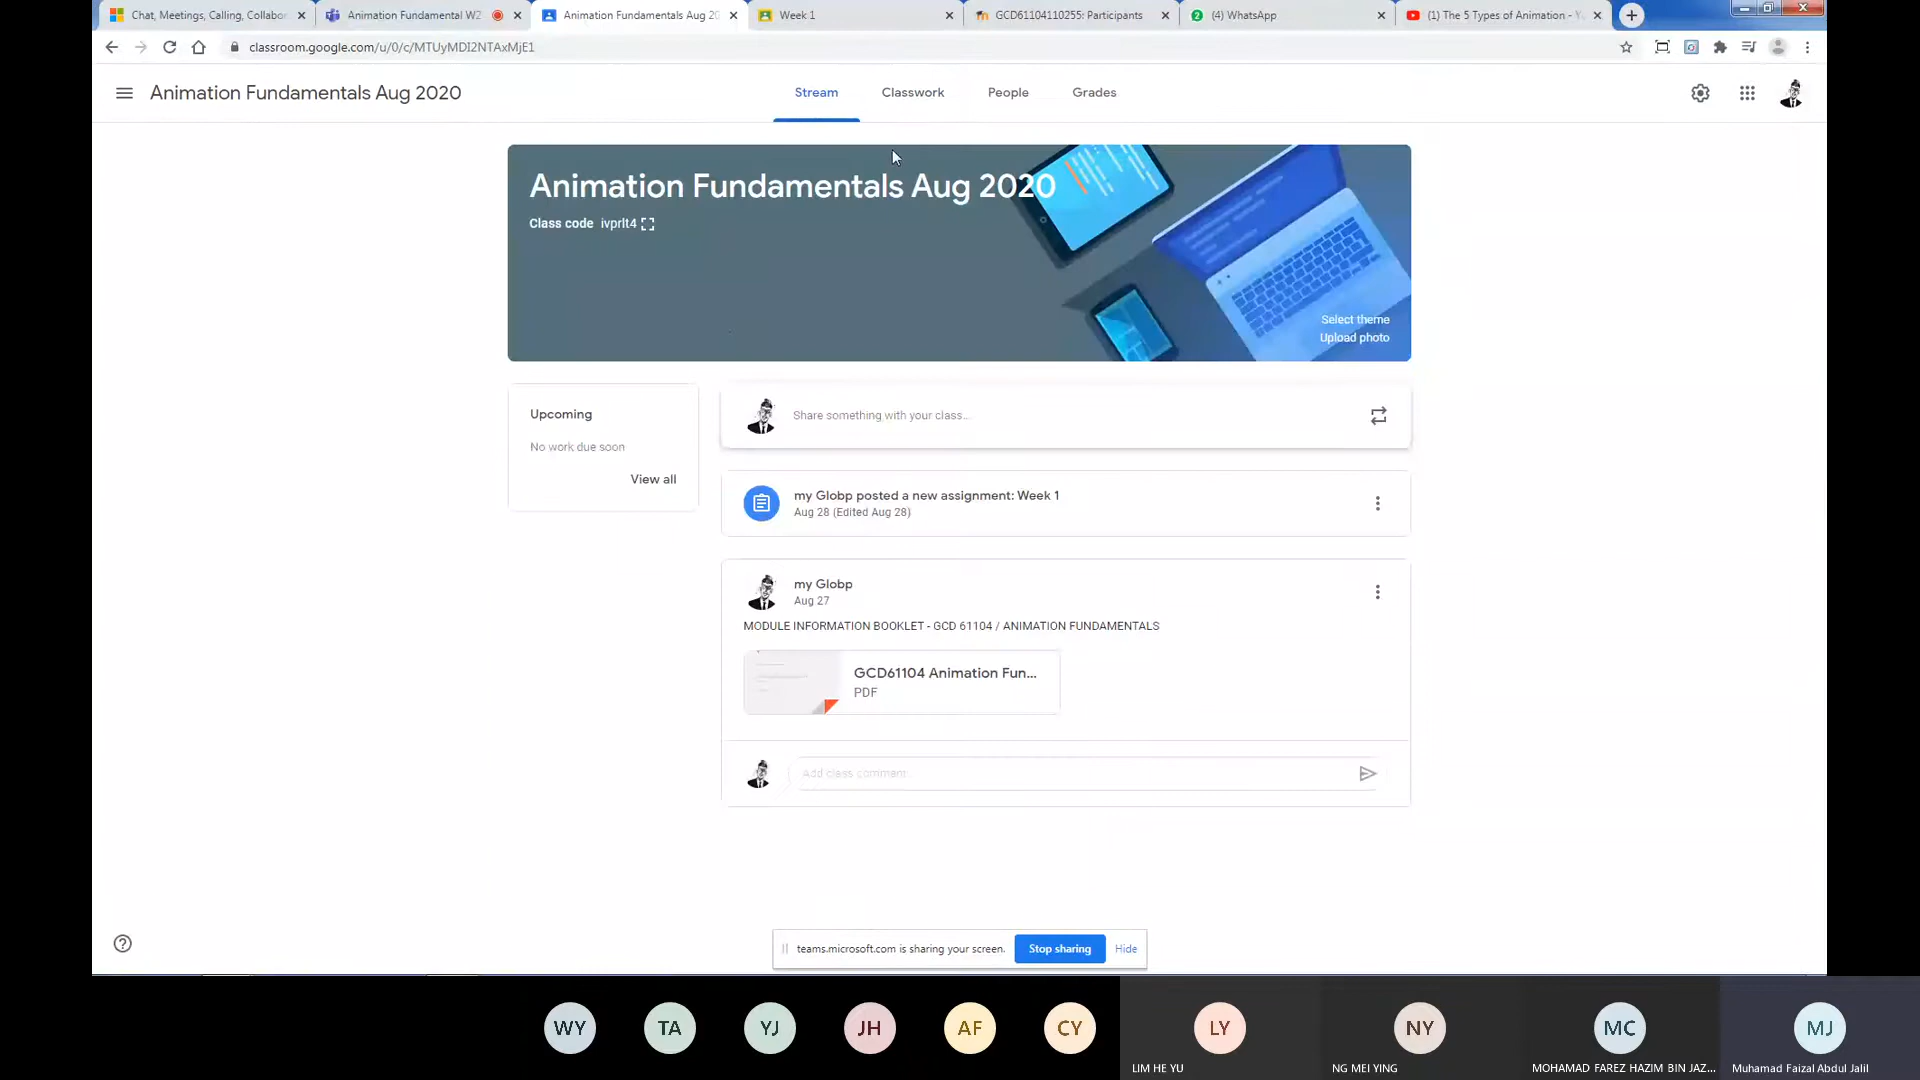 Chat, Meetings, Calling, Collabor
Animation Fundamental W2
Animation Fundamentals Aug 20
Week 1
GCD61104110255: Participants
(4) WhatsApp
(1) The 5 Types of Animation - Y
classroom.google.com/u/0/c/MTUyMDI2NTAxMjE1
Animation Fundamentals Aug 2020
Stream
Classwork
People
Grades
Animation Fundamentals Aug 2020
Class code ivprlt4
Select theme
Upload photo
Upcoming
No work due soon
View all
Share something with your class...
my Globp posted a new assignment: Week 1
Aug 28 (Edited Aug 28)
my Globp
Aug 27
MODULE INFORMATION BOOKLET - GCD 61104 / ANIMATION FUNDAMENTALS
GCD61104 Animation Fun...
PDF
Add class comment
teams.microsoft.com is sharing your screen.
Stop sharing
Hide
WY
TA
YJ
JH
AF
CY
LY
NY
MC
MJ
LIM HE YU
NG MEI YING
MOHAMAD FAREZ HAZIM BIN JAZ...
Muhamad Faizal Abdul Jalil